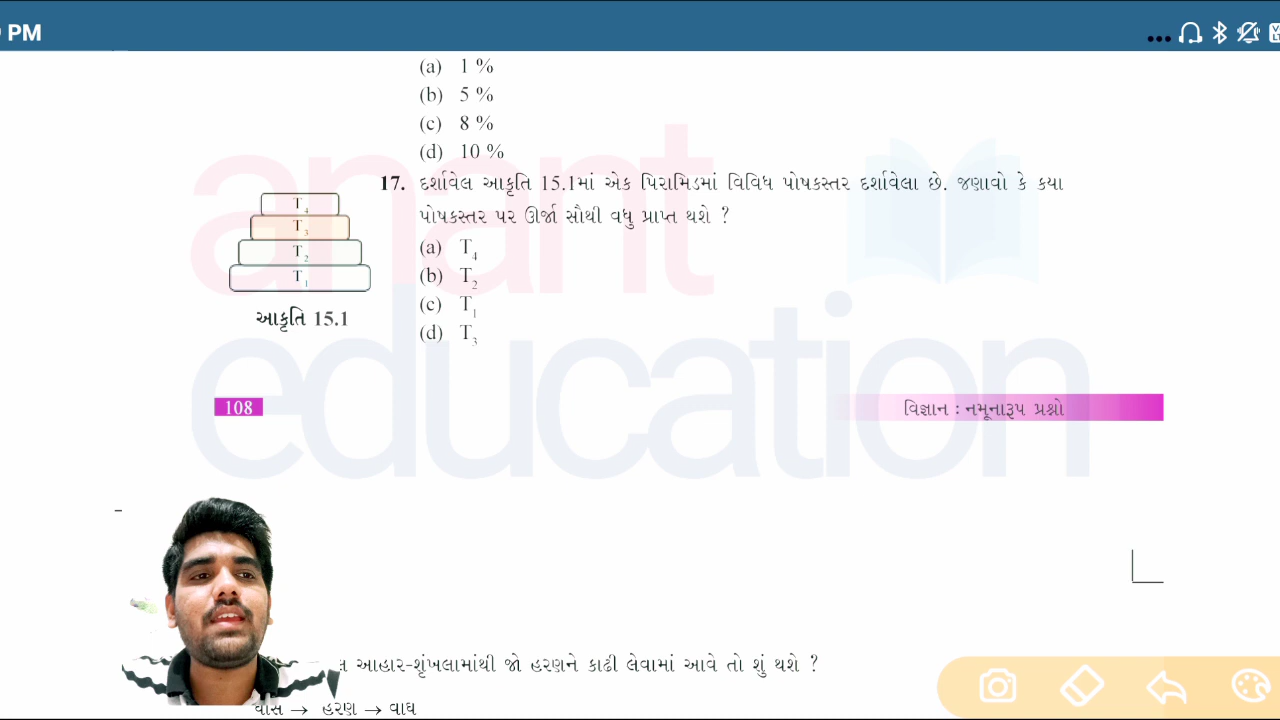 PM
(a) 1 %
(b) 5 %
(c) 8 %
(d) 10 %
17. દર્શાવેલ આકૃતિ 15.1માં એક પિરામિડમાં વિવિધ પોષકસ્તર દર્શાવેલા છે. જણાવો કે કયા
પોષકસ્તર પર ઊર્જા સૌથી વધુ પ્રાપ્ત થશે ?
(a) T4
(b) T2
(c) T1
(d) T3
T4
T3
T2
T1
આકૃતિ 15.1
anant
education
108
વિજ્ઞાન : નમૂનારૂપ પ્રશ્નો
આહાર-શૃંખલામાંથી જો હરણને કાઢી લેવામાં આવે તો શું થશે ?
→ હરણ → વાઘ